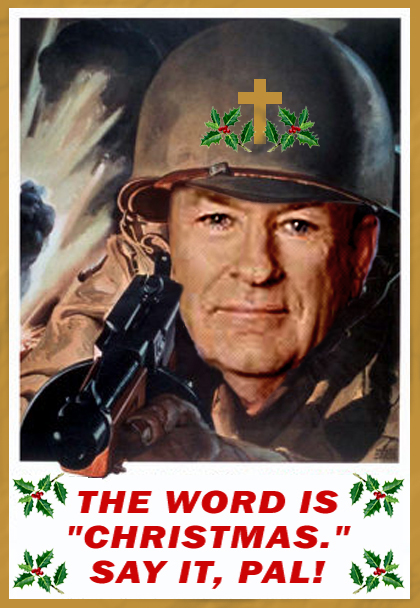 THE WORD IS
"CHRISTMAS."
SAY IT, PAL!